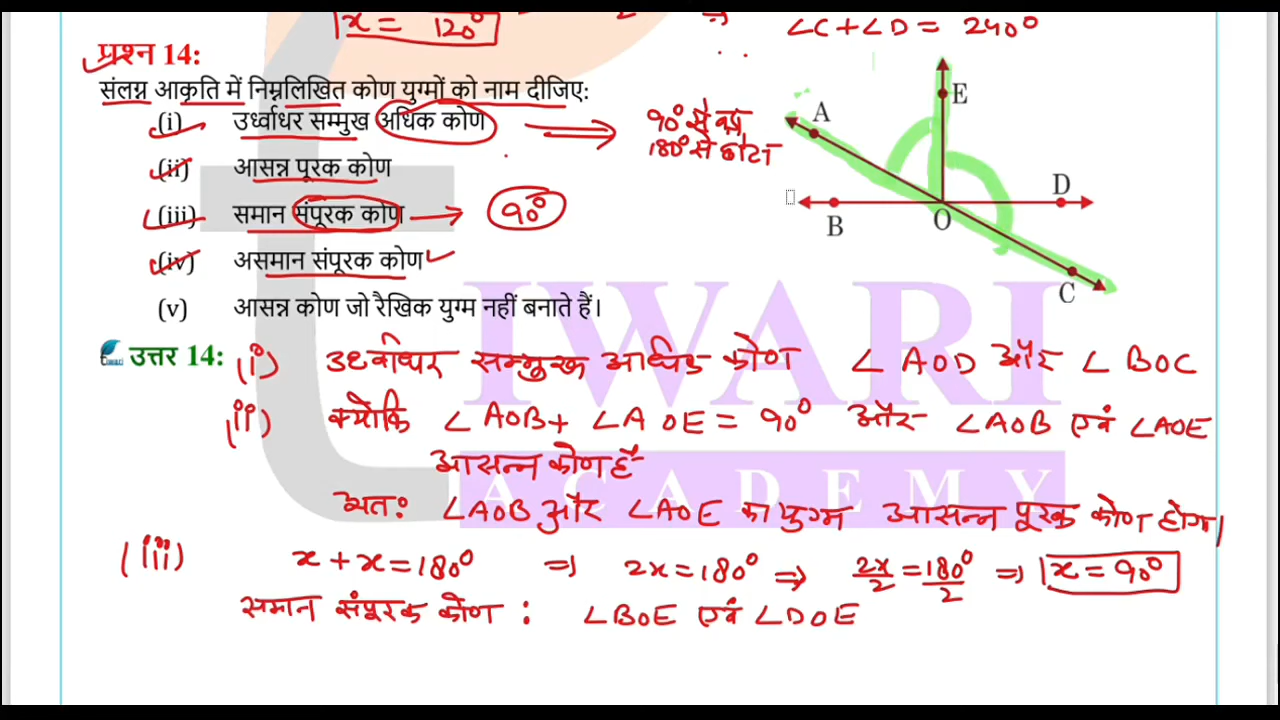 x = 120° 2 ⇒ ∠C+∠D = 240°
प्रश्न 14:
संलग्न आकृति में निम्नलिखित कोण युग्मों को नाम दीजिए:
(i) उर्ध्वाधर सम्मुख अधिक कोण
90° से बड़ा
180° से छोटा
(ii) आसन्न पूरक कोण
(iii) समान संपूरक कोण → 90°
(iv) असमान संपूरक कोण
(v) आसन्न कोण जो रैखिक युग्म नहीं बनाते हैं।
E
A
D
B
O
C
IWARI
ACADEMY
उत्तर 14: (i) उर्ध्वाधर सम्मुख अधिक कोण ∠AOD और ∠BOC
(ii) क्योकि ∠AOB + ∠AOE = 90° और ∠AOB एवं ∠AOE
आसन्न कोण है
अतः ∠AOB और ∠AOE का युग्म आसन्न पूरक कोण होगा।
(iii) x + x = 180° ⇒ 2x = 180° ⇒ 2x/2 = 180°/2 ⇒ x = 90°
समान संपूरक कोण : ∠BOE एवं ∠DOE